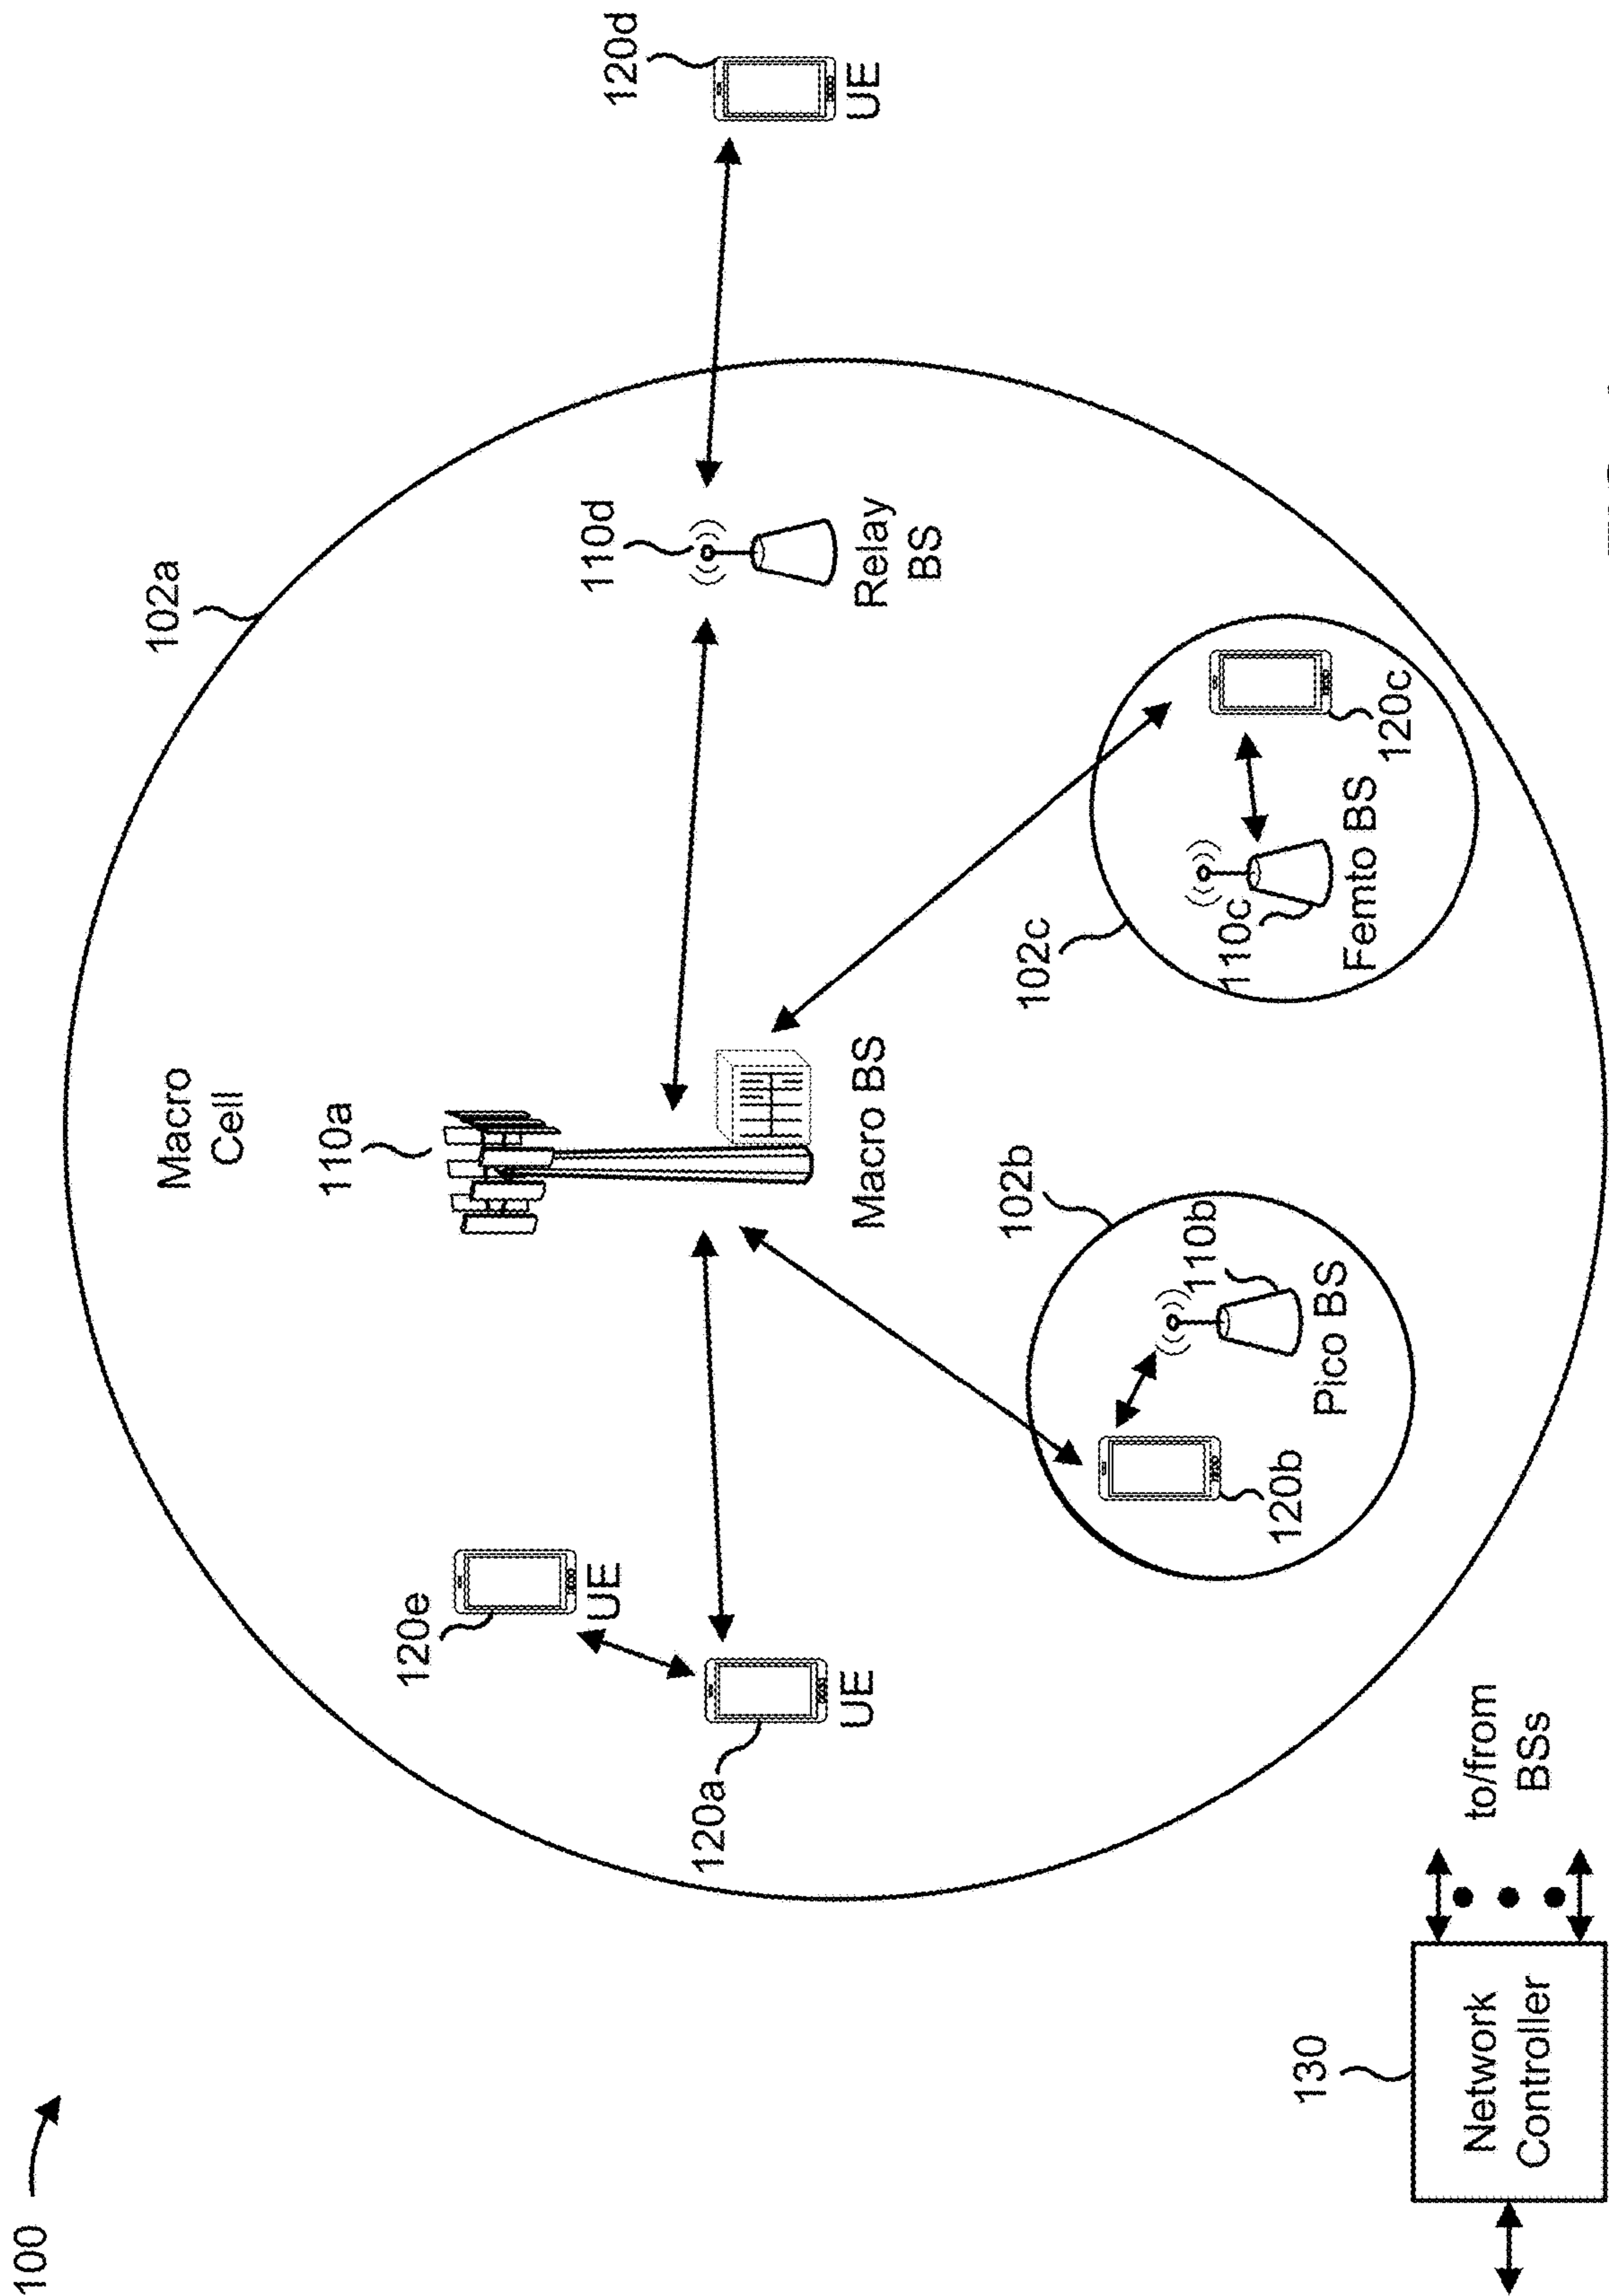 100
Macro
Cell
102a
110a
120e
UE
120a
UE
Macro BS
110d
Relay
BS
120d
UE
102b
110b
Pico BS
120b
102c
110c
Femto BS
120c
130
Network
Controller
to/from
BSs